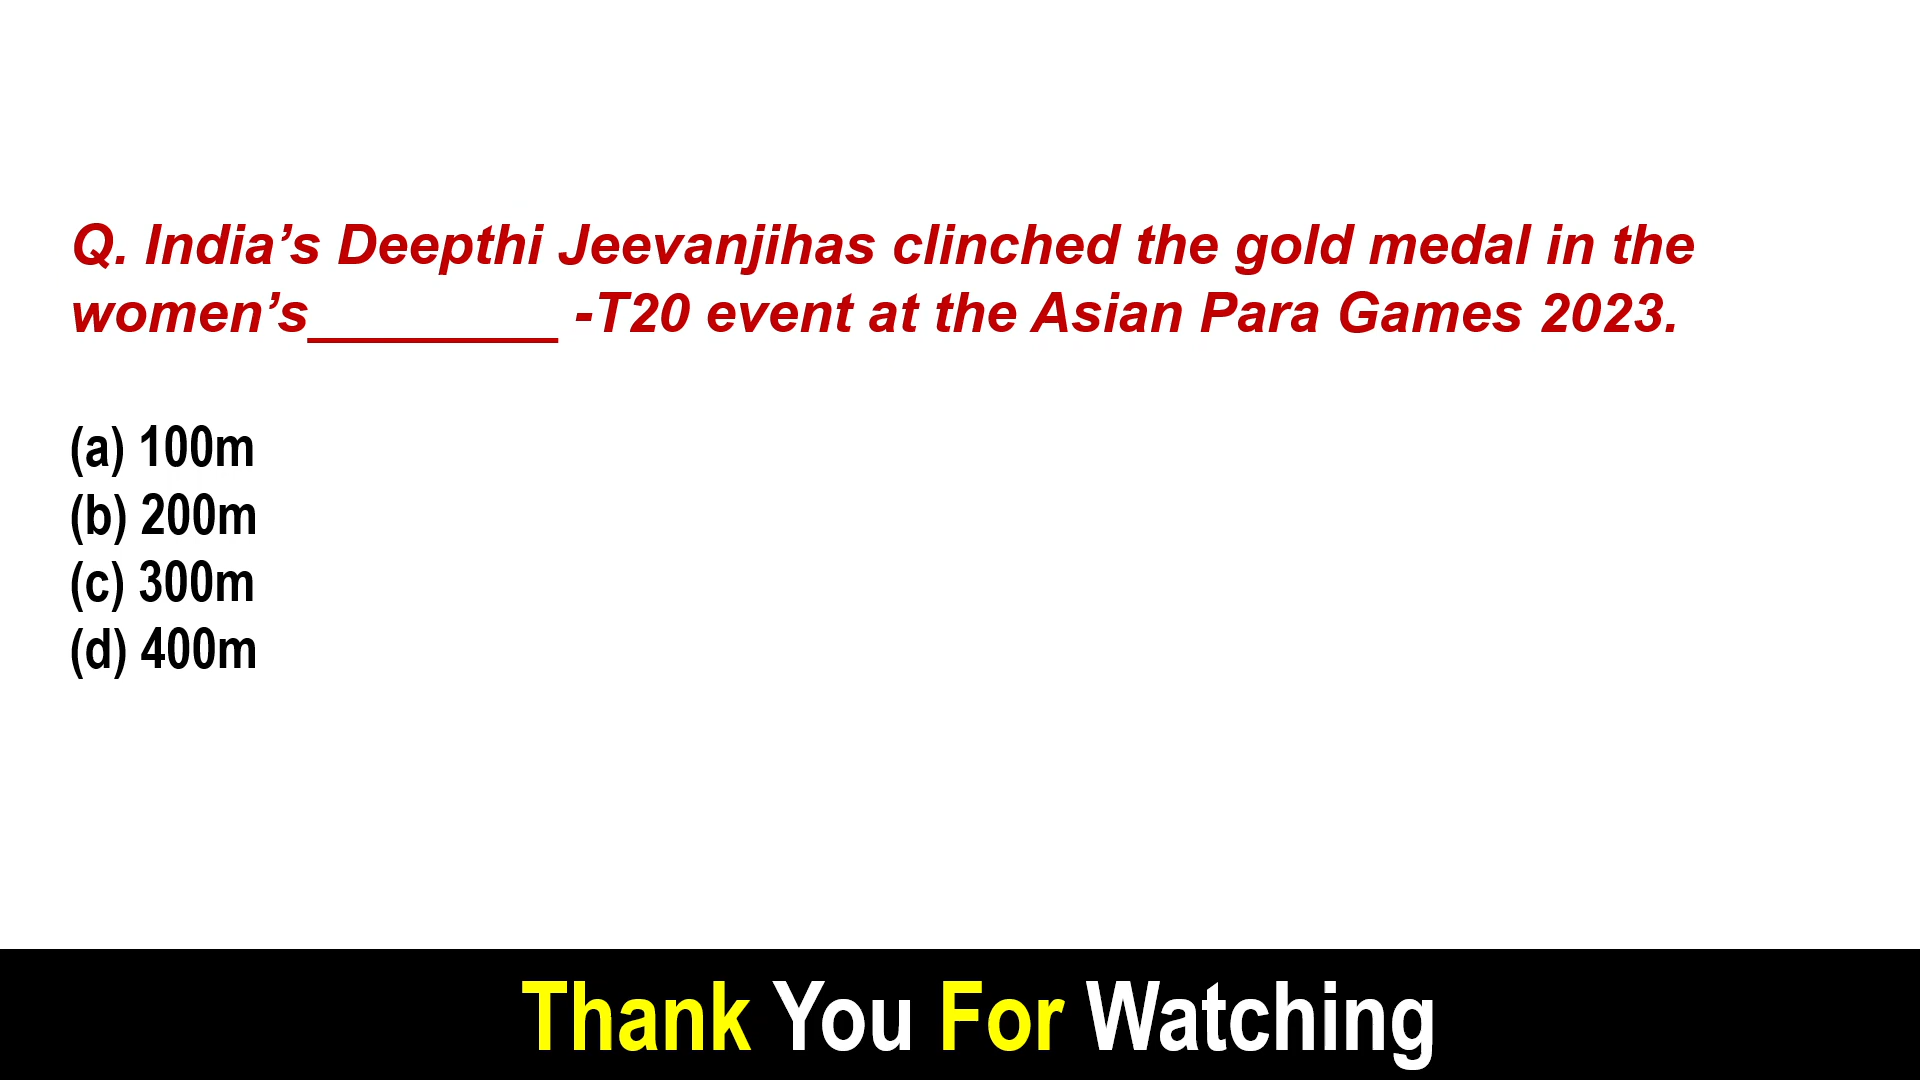 Q. India’s Deepthi Jeevanjihas clinched the gold medal in the
women’s_________ -T20 event at the Asian Para Games 2023.
(a) 100m
(b) 200m
(c) 300m
(d) 400m
Thank You For Watching